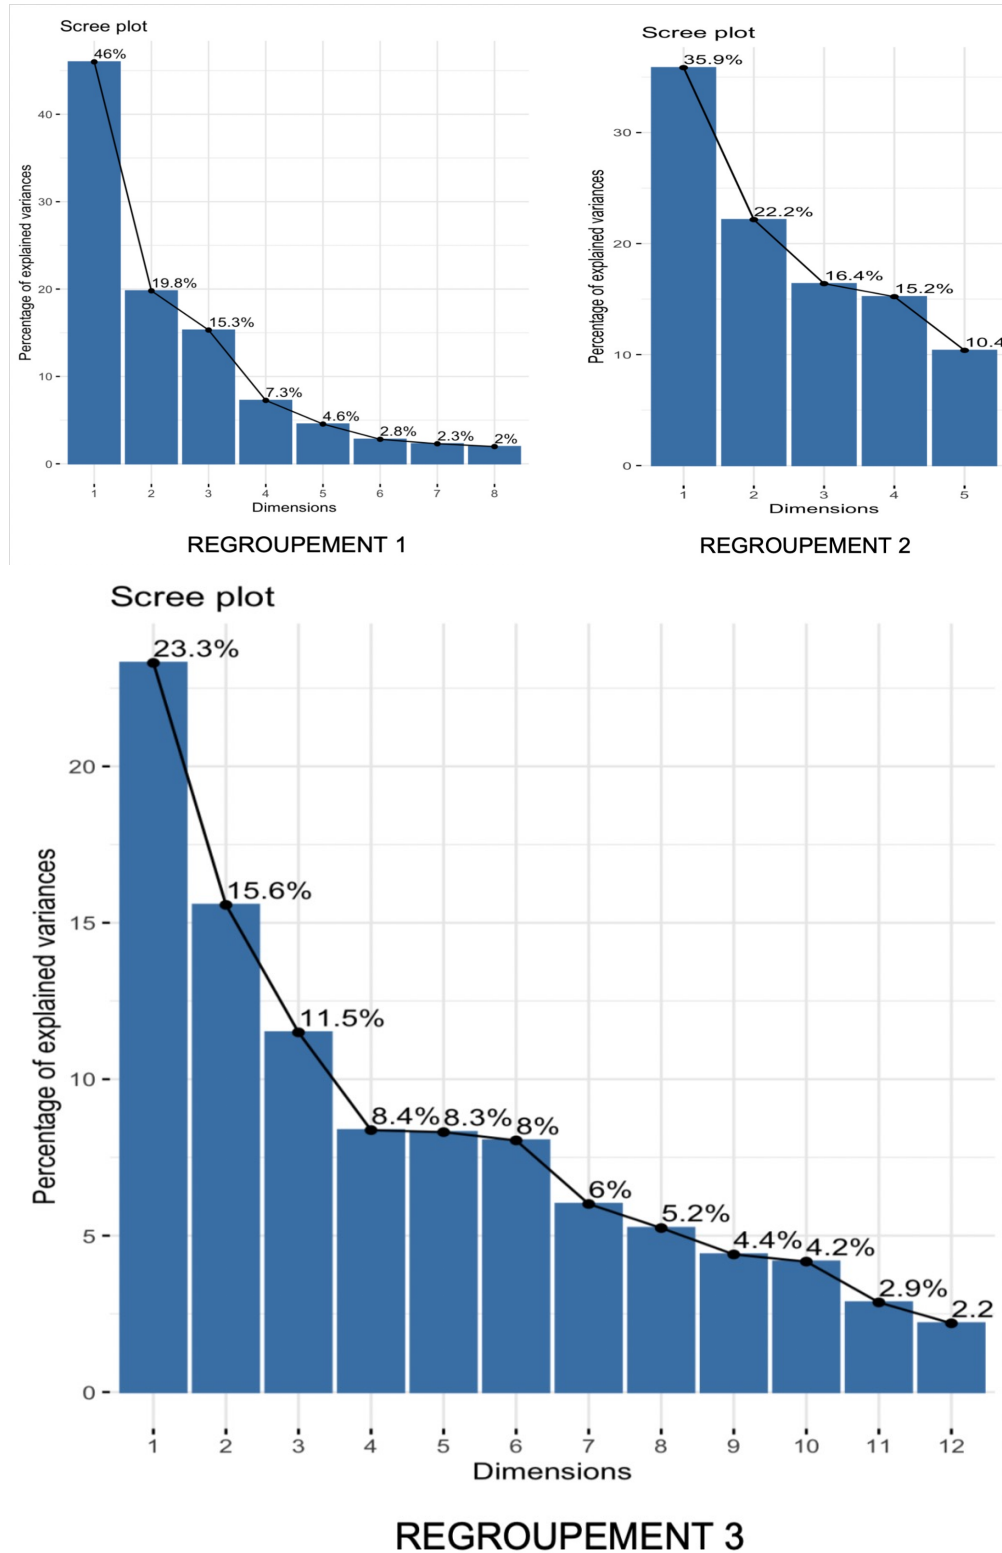 Scree plot
46%
19.8%
15.3%
7.3%
4.6%
2.8%
2.3%
2%
40
30
20
10
0
Percentage of explained variances
1 2 3 4 5 6 7 8
Dimensions
REGROUPEMENT 1
Scree plot
35.9%
22.2%
16.4%
15.2%
10.4
30
20
10
0
Percentage of explained variances
1 2 3 4 5
Dimensions
REGROUPEMENT 2
Scree plot
23.3%
15.6%
11.5%
8.4% 8.3% 8%
6%
5.2%
4.4% 4.2%
2.9%
2.2
20
15
10
5
0
Percentage of explained variances
1 2 3 4 5 6 7 8 9 10 11 12
Dimensions
REGROUPEMENT 3